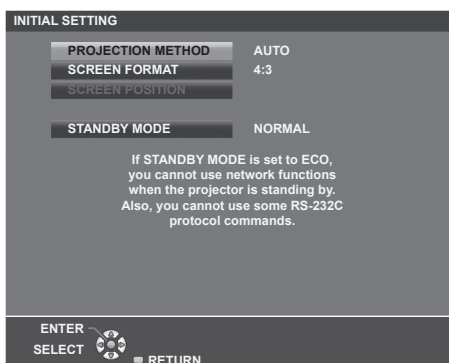 INITIAL SETTING
PROJECTION METHOD AUTO
SCREEN FORMAT 4:3
SCREEN POSITION
STANDBY MODE NORMAL
If STANDBY MODE is set to ECO,
you cannot use network functions
when the projector is standing by.
Also, you cannot use some RS-232C
protocol commands.
ENTER
SELECT
RETURN